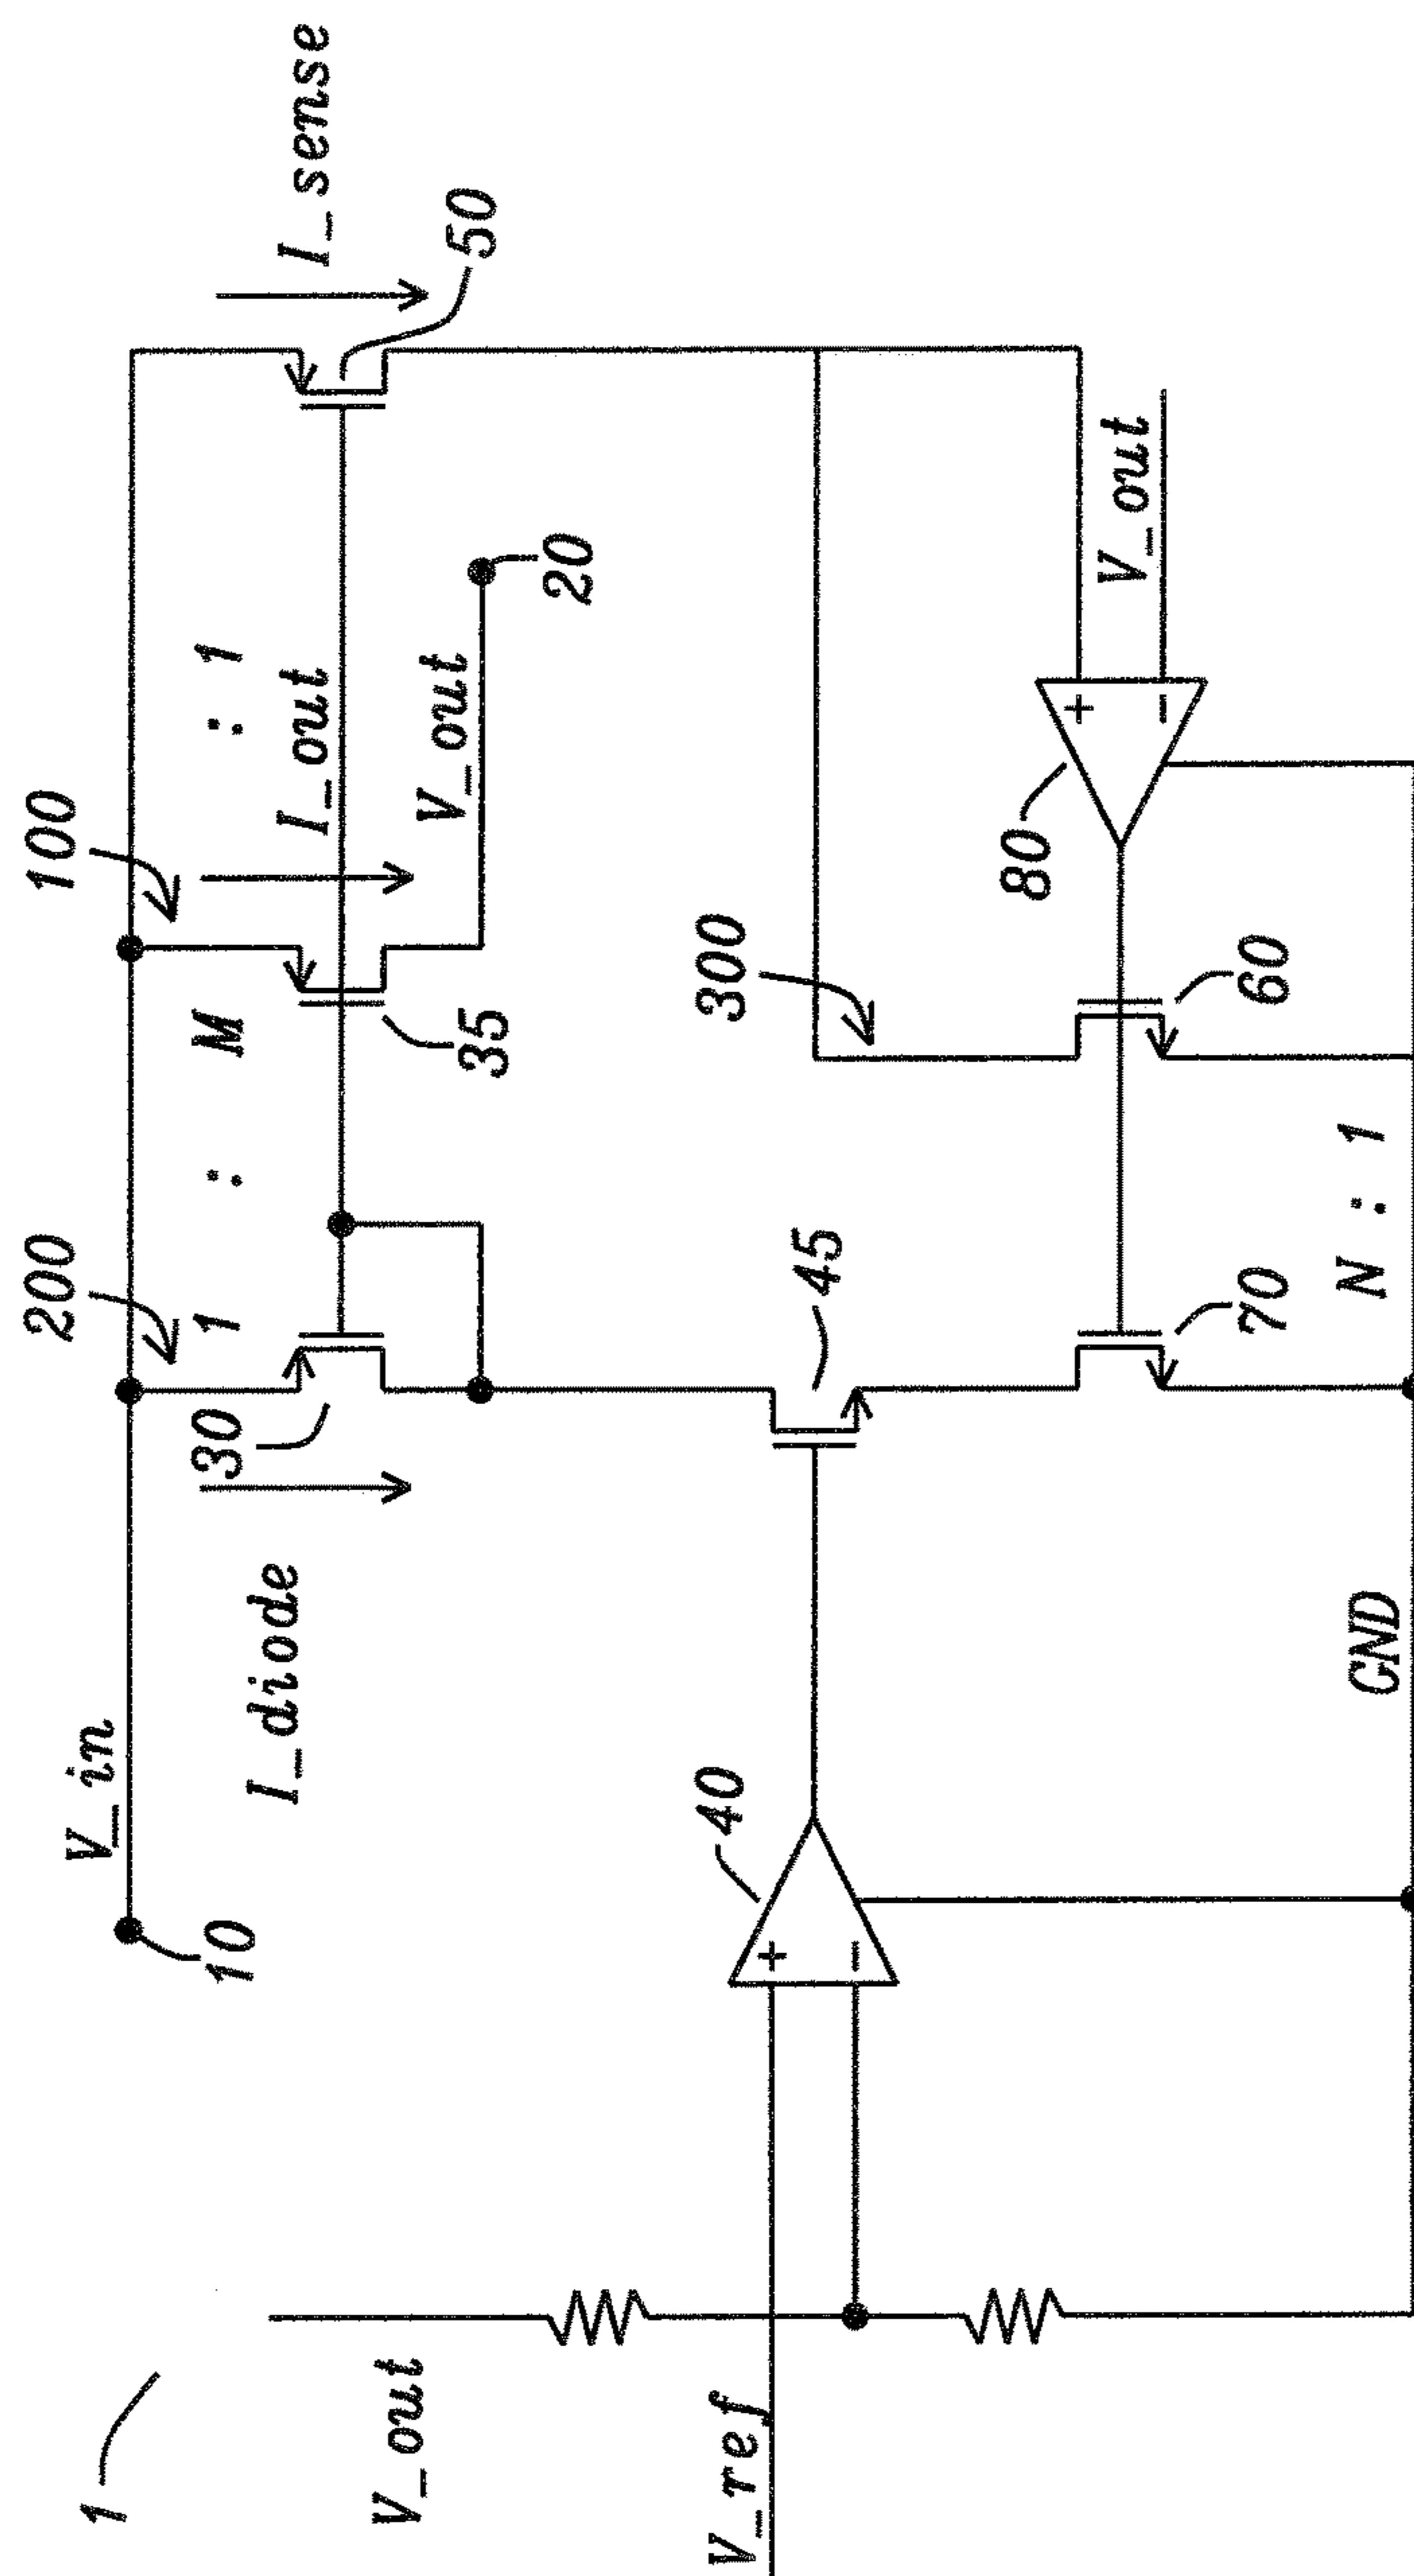 1
V_in
10
200
100
1 : M : 1
I_diode
30
I_out
I_sense
50
V_out
35
V_out
20
V_ref
40
45
300
80
V_out
+
−
+
−
70
60
N : 1
GND